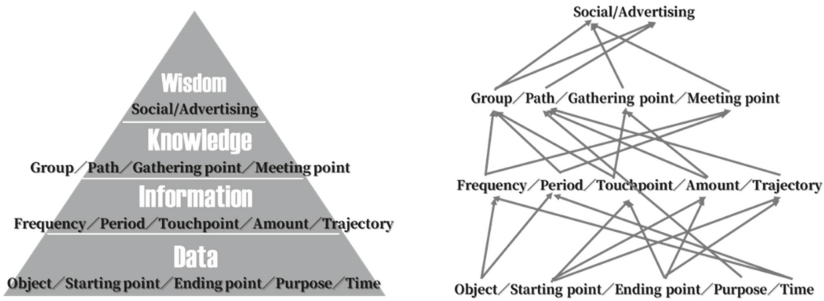 Wisdom
Social/Advertising
Knowledge
Group/Path/Gathering point/Meeting point
Information
Frequency/Period/Touchpoint/Amount/Trajectory
Data
Object/Starting point/Ending point/Purpose/Time
Social/Advertising
Group/Path/Gathering point/Meeting point
Frequency/Period/Touchpoint/Amount/Trajectory
Object/Starting point/Ending point/Purpose/Time